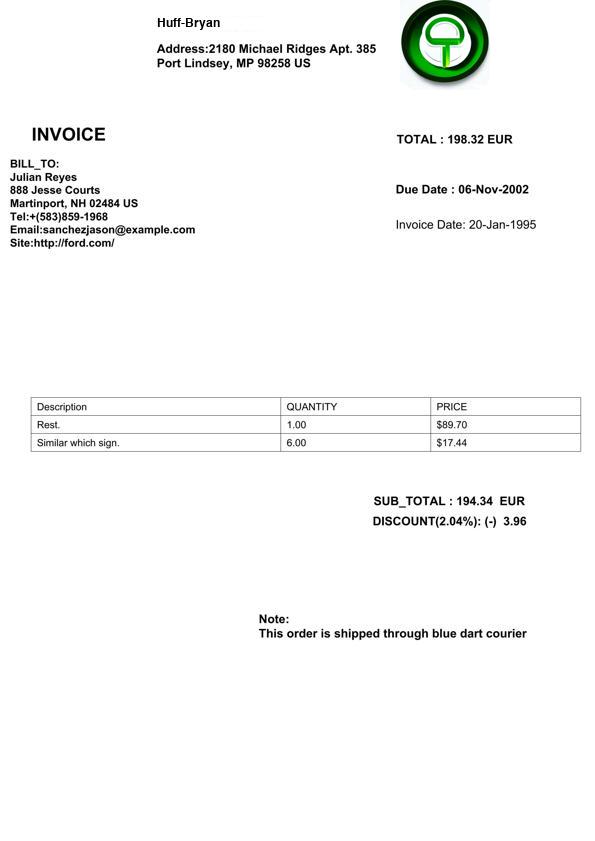 Huff-Bryan
Address:2180 Michael Ridges Apt. 385
Port Lindsey, MP 98258 US
INVOICE
TOTAL : 198.32 EUR
BILL_TO:
Julian Reyes
888 Jesse Courts
Martinport, NH 02484 US
Tel:+(583)859-1968
Email:sanchezjason@example.com
Site:http://ford.com/
Due Date : 06-Nov-2002
Invoice Date: 20-Jan-1995
Description QUANTITY PRICE
Rest. 1.00 $89.70
Similar which sign. 6.00 $17.44
SUB_TOTAL : 194.34 EUR
DISCOUNT(2.04%): (-) 3.96
Note:
This order is shipped through blue dart courier